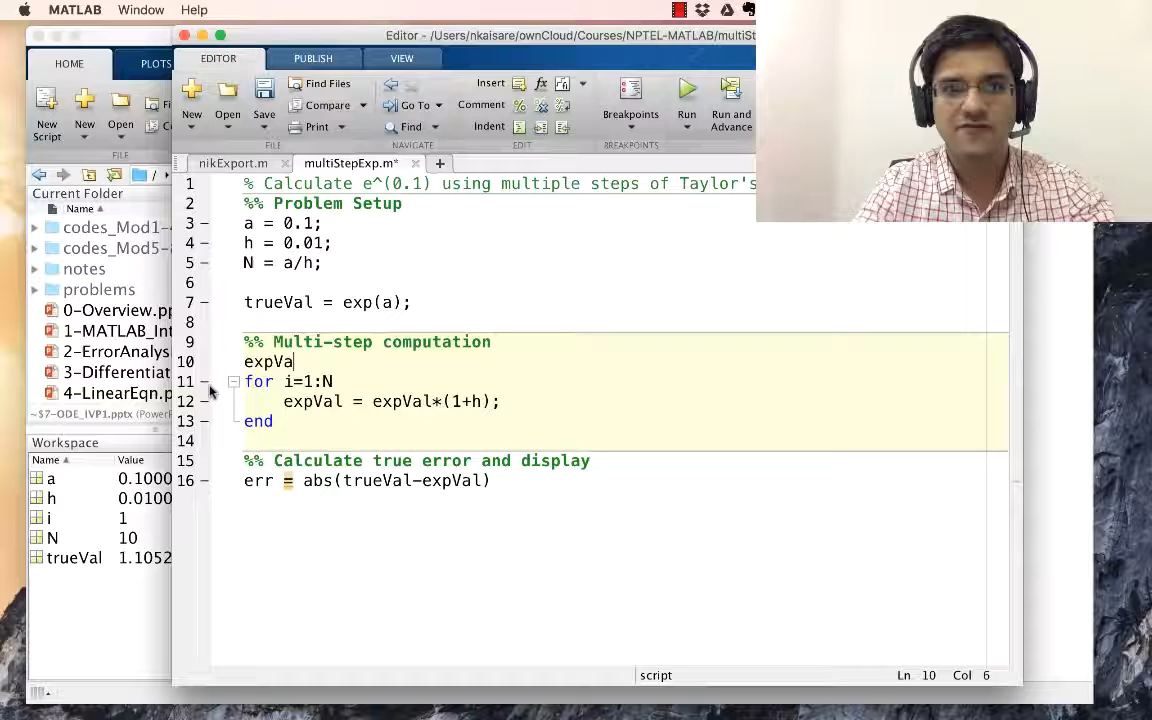 MATLAB Window Help
Editor - /Users/nkaisare/ownCloud/Courses/NPTEL-MATLAB/multiSt
HOME PLOTS
EDITOR PUBLISH VIEW
New Script
New
Open
FILE
New
Open
Save
Find Files
Compare
Print
FILE
Go To
Find
NAVIGATE
Insert
Comment
Indent
EDIT
Breakpoints
BREAKPOINTS
Run
Run and Advance
nikExport.m
multiStepExp.m*
Current Folder
Name
codes_Mod1-
codes_Mod5-
notes
problems
0-Overview.pp
1-MATLAB_Int
2-ErrorAnalys
3-Differentiat
4-LinearEqn.p
~$7-ODE_IVP1.pptx (PowerP
Workspace
Name Value
a 0.1000
h 0.0100
i 1
N 10
trueVal 1.1052
1 % Calculate e^(0.1) using multiple steps of Taylor's
2 %% Problem Setup
3 a = 0.1;
4 h = 0.01;
5 N = a/h;
6
7 trueVal = exp(a);
8
9 %% Multi-step computation
10 expVa
11 for i=1:N
12 expVal = expVal*(1+h);
13 end
14
15 %% Calculate true error and display
16 err = abs(trueVal-expVal)
script
Ln 10 Col 6